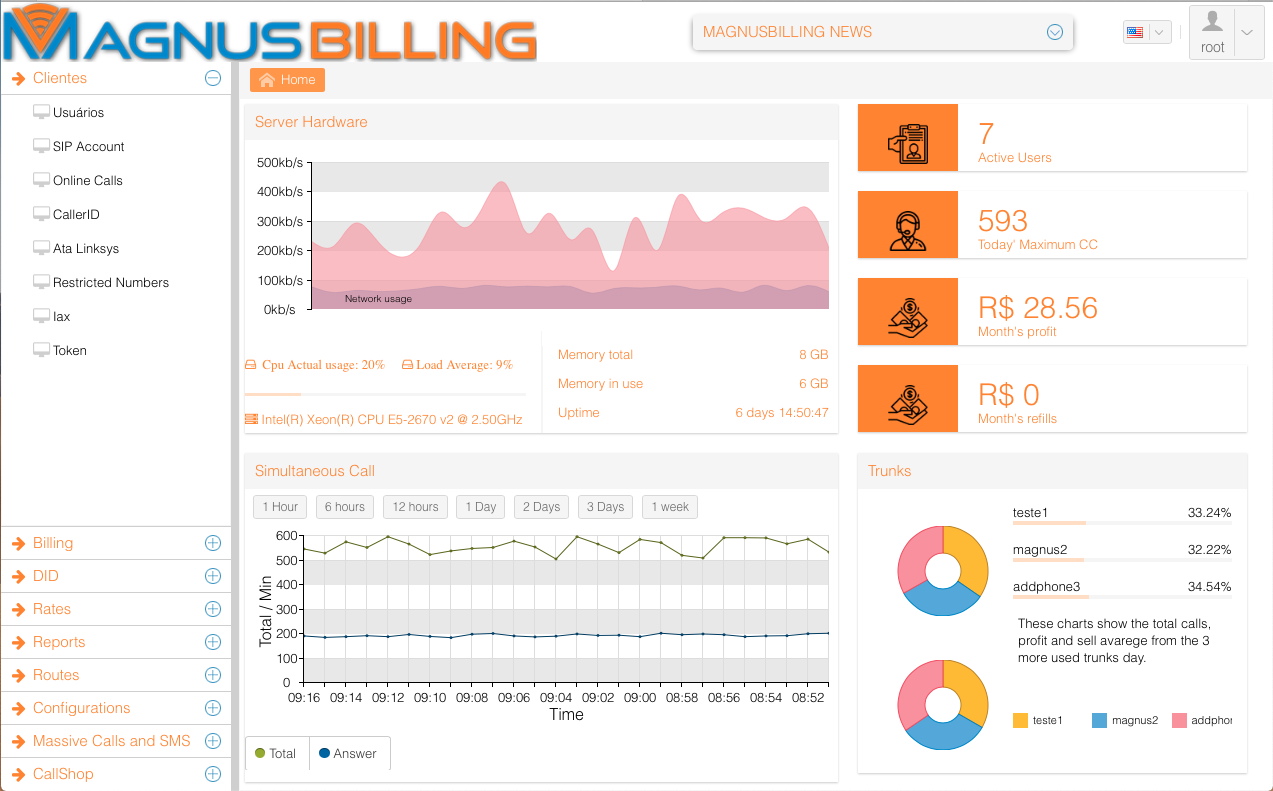 MAGNUSBILLING
MAGNUSBILLING NEWS
root
Clientes
Usuários
SIP Account
Online Calls
CallerID
Ata Linksys
Restricted Numbers
Iax
Token
Billing
DID
Rates
Reports
Routes
Configurations
Massive Calls and SMS
CallShop
Home
Server Hardware
500kb/s
400kb/s
300kb/s
200kb/s
100kb/s
0kb/s
Network usage
Cpu Actual usage: 20% Load Average: 9%
Intel(R) Xeon(R) CPU E5-2670 v2 @ 2.50GHz
Memory total 8 GB
Memory in use 6 GB
Uptime 6 days 14:50:47
7
Active Users
593
Today' Maximum CC
R$ 28.56
Month's profit
R$ 0
Month's refills
Simultaneous Call
1 Hour 6 hours 12 hours 1 Day 2 Days 3 Days 1 week
Total / Min
600
500
400
300
200
100
0
09:16 09:14 09:12 09:10 09:08 09:06 09:04 09:02 09:00 08:58 08:56 08:54 08:52
Time
Total Answer
Trunks
teste1 33.24%
magnus2 32.22%
addphone3 34.54%
These charts show the total calls,
profit and sell avarege from the 3
more used trunks day.
teste1 magnus2 addphor